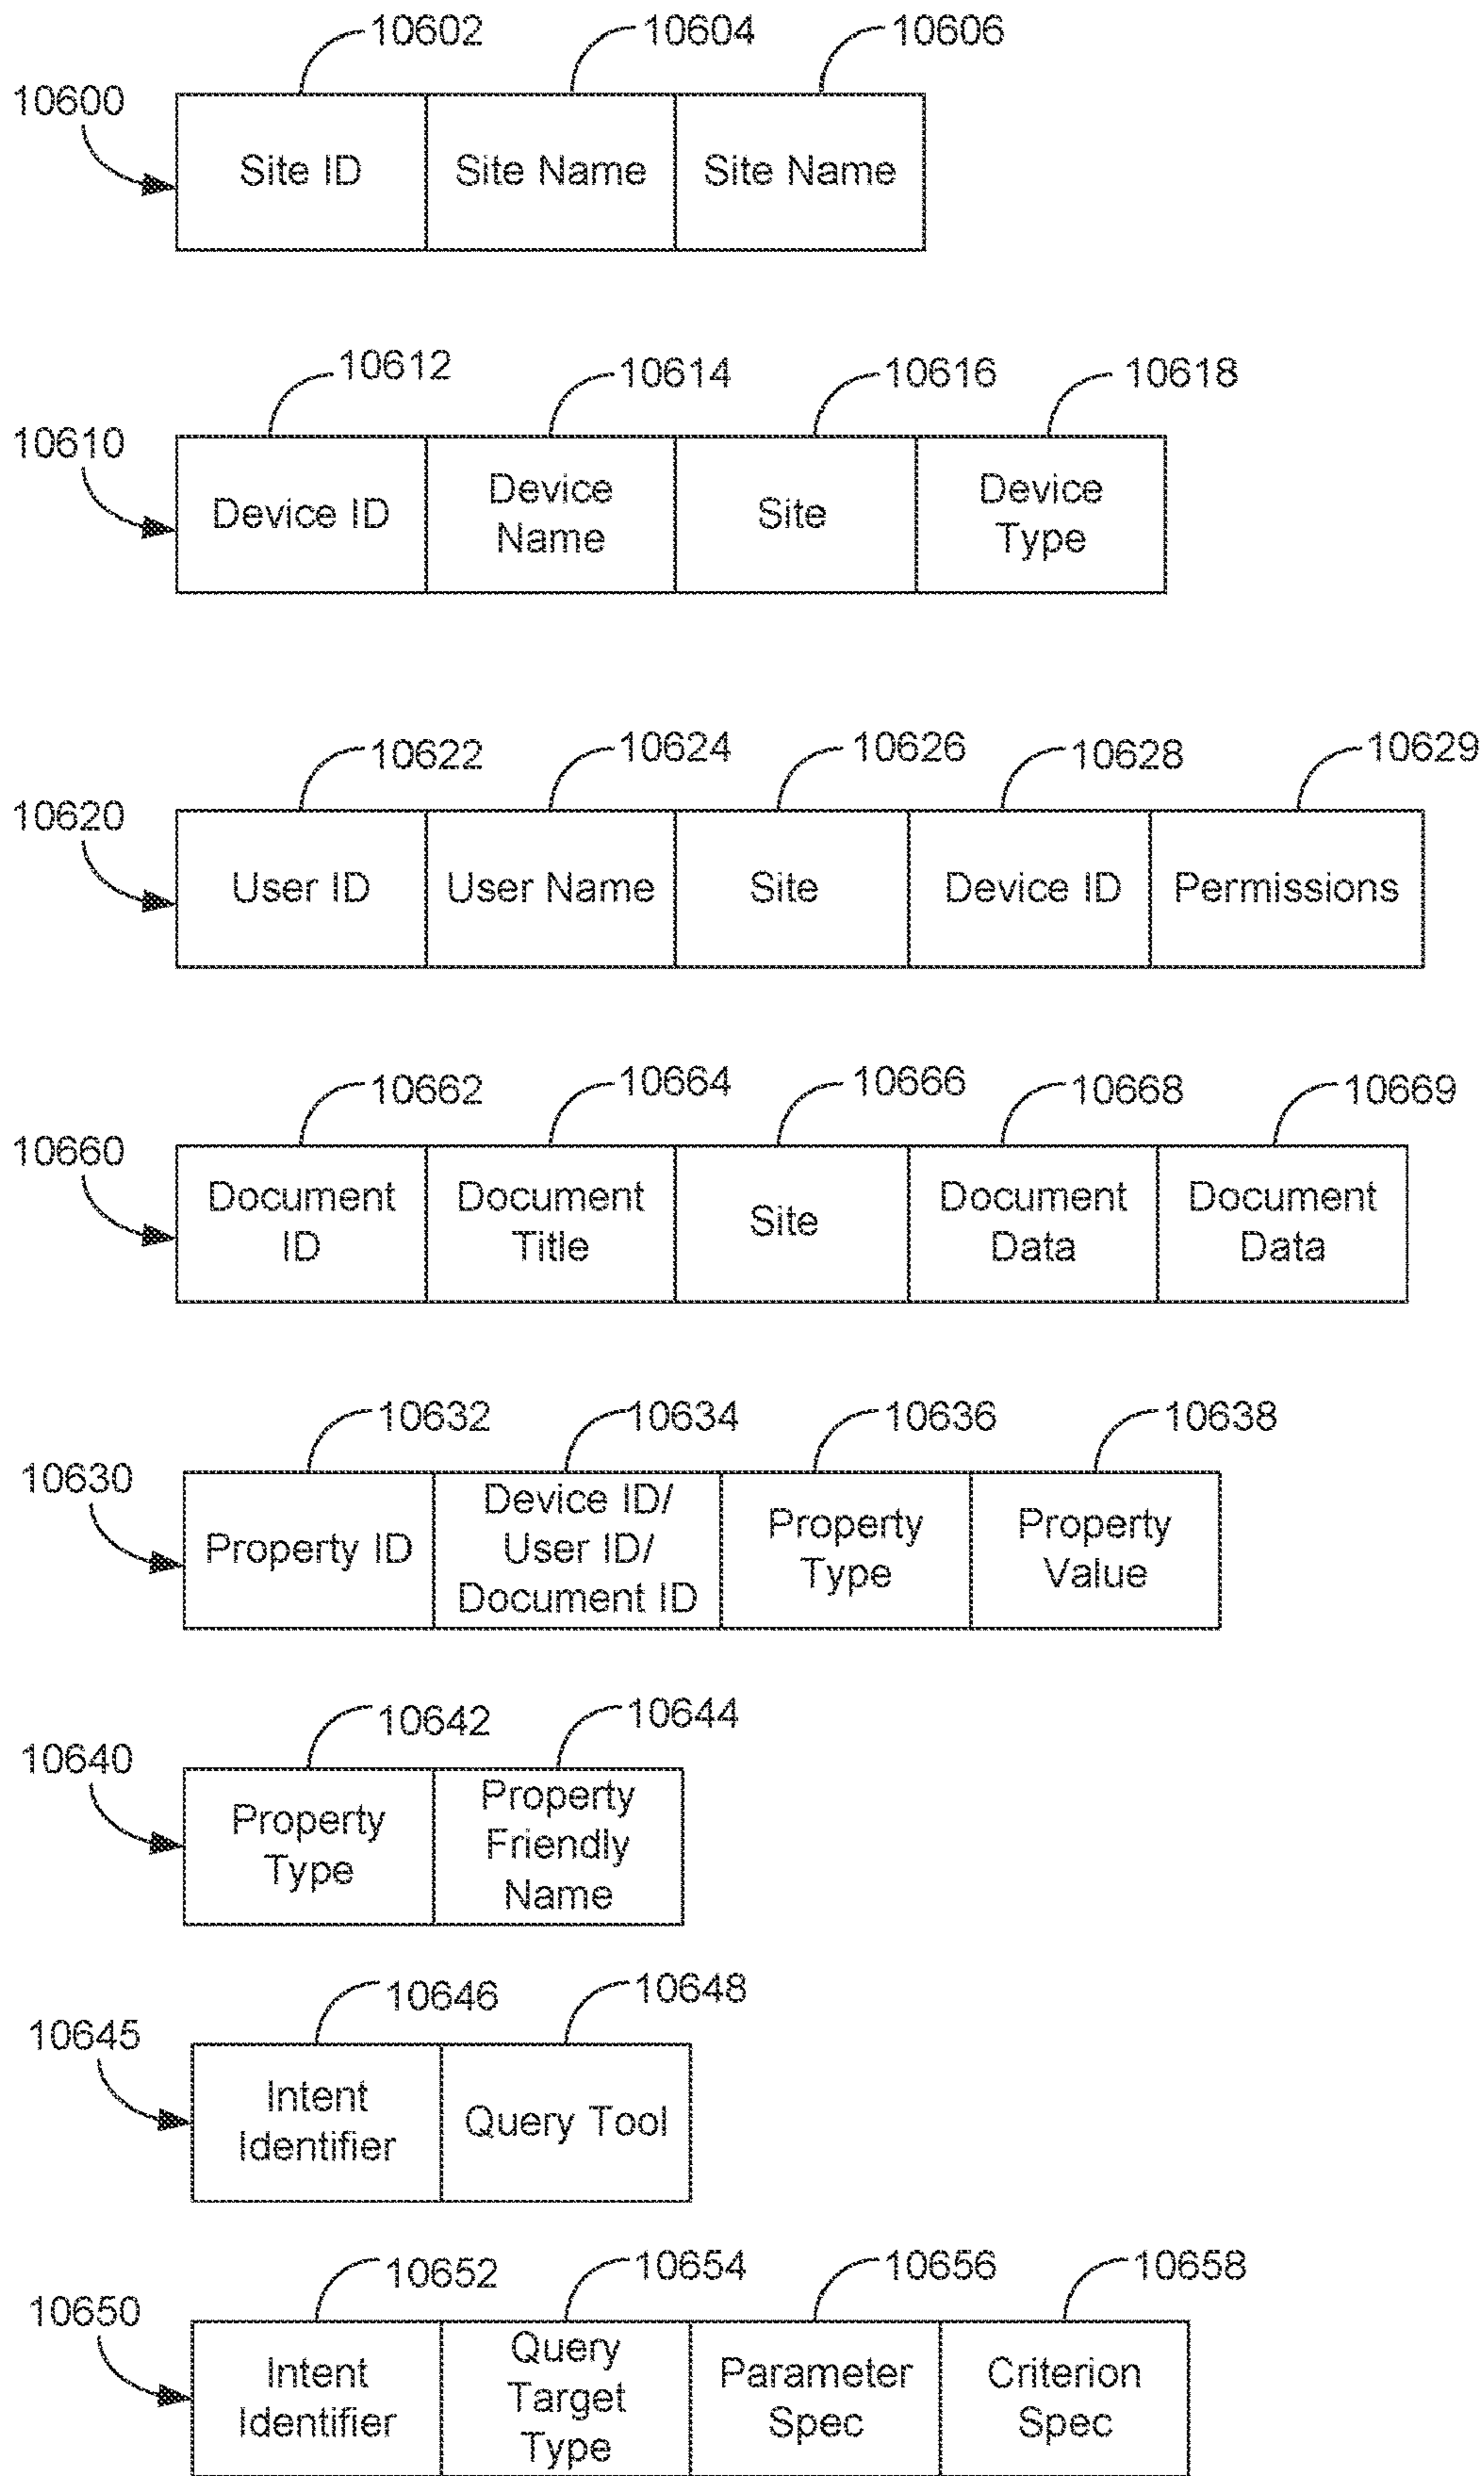 10602 10604 10606
10600
Site ID Site Name Site Name
10612 10614 10616 10618
10610
Device ID Device Name Site Device Type
10622 10624 10626 10628 10629
10620
User ID User Name Site Device ID Permissions
10662 10664 10666 10668 10669
10660
Document ID Document Title Site Document Data Document Data
10632 10634 10636 10638
10630
Property ID Device ID/ User ID/ Document ID Property Type Property Value
10642 10644
10640
Property Type Property Friendly Name
10646 10648
10645
Intent Identifier Query Tool
10652 10654 10656 10658
10650
Intent Identifier Query Target Type Parameter Spec Criterion Spec